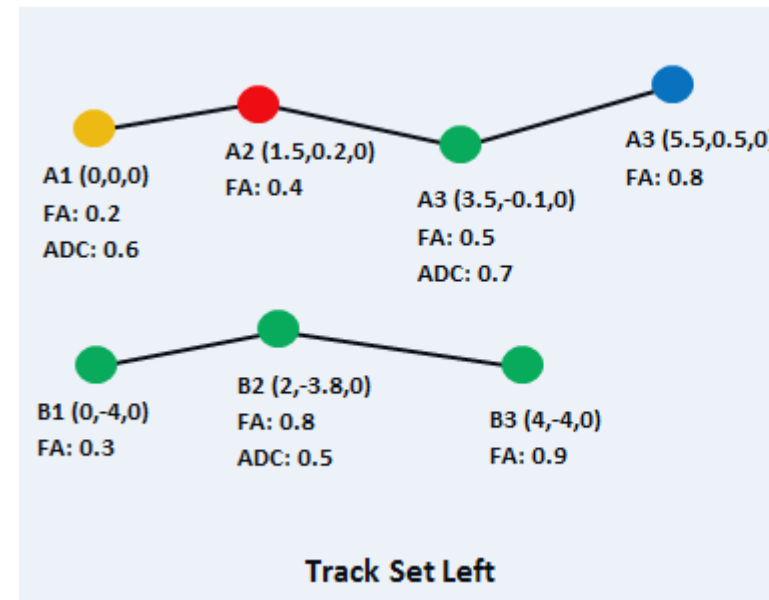 A1 (0,0,0)
FA: 0.2
ADC: 0.6
A2 (1.5,0.2,0)
FA: 0.4
A3 (3.5,-0.1,0)
FA: 0.5
ADC: 0.7
A3 (5.5,0.5,0)
FA: 0.8
B1 (0,-4,0)
FA: 0.3
B2 (2,-3.8,0)
FA: 0.8
ADC: 0.5
B3 (4,-4,0)
FA: 0.9
Track Set Left